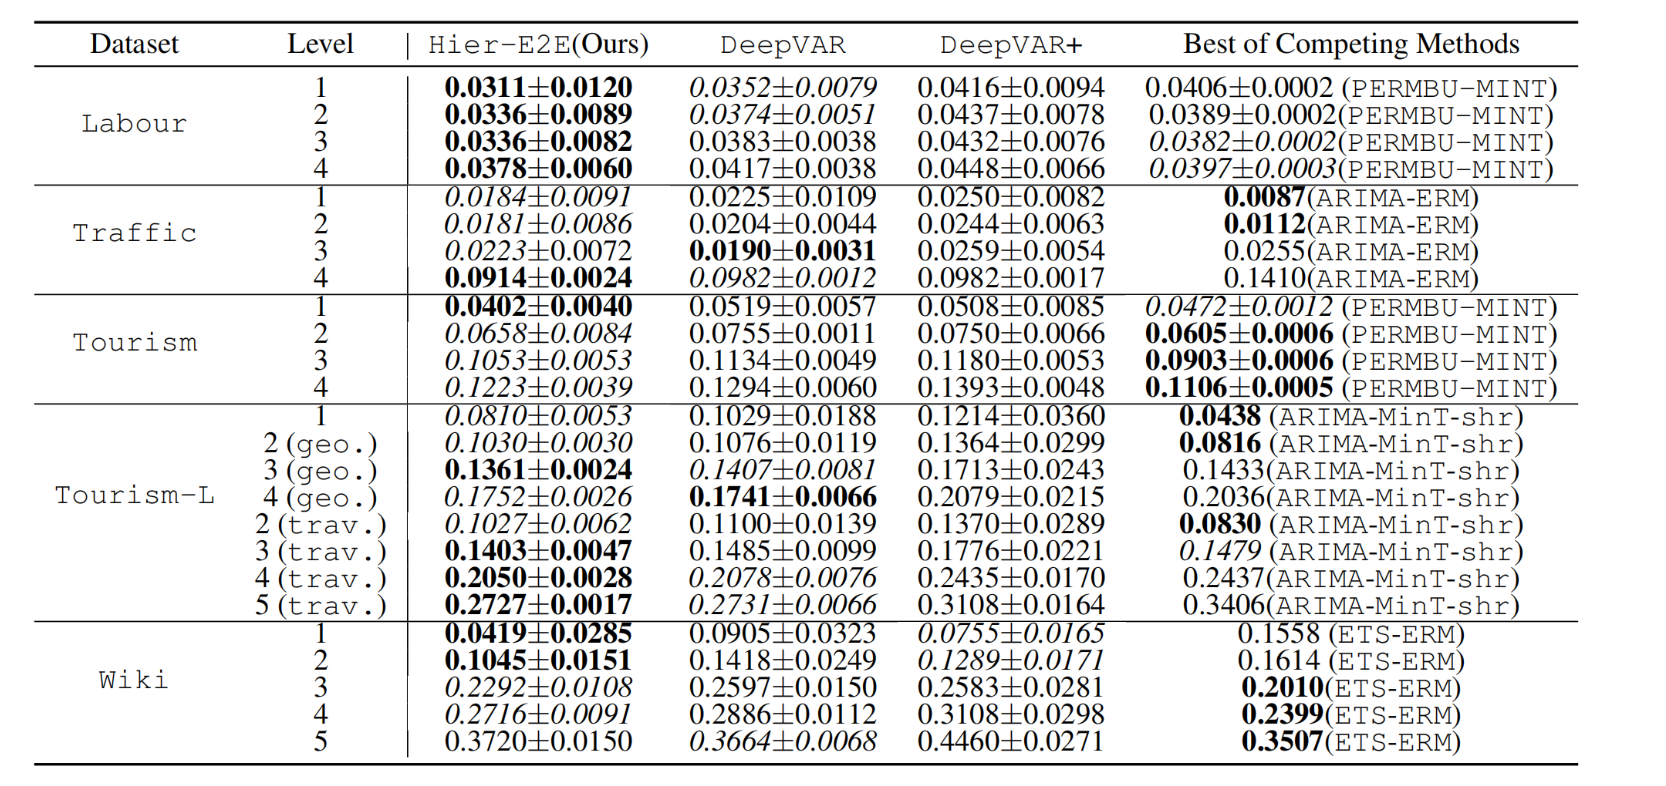 Dataset Level Hier-E2E(Ours) DeepVAR DeepVAR+ Best of Competing Methods
Labour
1 0.0311±0.0120 0.0352±0.0079 0.0416±0.0094 0.0406±0.0002 (PERMBU-MINT)
2 0.0336±0.0089 0.0374±0.0051 0.0437±0.0078 0.0389±0.0002(PERMBU-MINT)
3 0.0336±0.0082 0.0383±0.0038 0.0432±0.0076 0.0382±0.0002(PERMBU-MINT)
4 0.0378±0.0060 0.0417±0.0038 0.0448±0.0066 0.0397±0.0003(PERMBU-MINT)
Traffic
1 0.0184±0.0091 0.0225±0.0109 0.0250±0.0082 0.0087(ARIMA-ERM)
2 0.0181±0.0086 0.0204±0.0044 0.0244±0.0063 0.0112(ARIMA-ERM)
3 0.0223±0.0072 0.0190±0.0031 0.0259±0.0054 0.0255(ARIMA-ERM)
4 0.0914±0.0024 0.0982±0.0012 0.0982±0.0017 0.1410(ARIMA-ERM)
Tourism
1 0.0402±0.0040 0.0519±0.0057 0.0508±0.0085 0.0472±0.0012 (PERMBU-MINT)
2 0.0658±0.0084 0.0755±0.0011 0.0750±0.0066 0.0605±0.0006 (PERMBU-MINT)
3 0.1053±0.0053 0.1134±0.0049 0.1180±0.0053 0.0903±0.0006 (PERMBU-MINT)
4 0.1223±0.0039 0.1294±0.0060 0.1393±0.0048 0.1106±0.0005 (PERMBU-MINT)
Tourism-L
1 0.0810±0.0053 0.1029±0.0188 0.1214±0.0360 0.0438 (ARIMA-MinT-shr)
2 (geo.) 0.1030±0.0030 0.1076±0.0119 0.1364±0.0299 0.0816 (ARIMA-MinT-shr)
3 (geo.) 0.1361±0.0024 0.1407±0.0081 0.1713±0.0243 0.1433(ARIMA-MinT-shr)
4 (geo.) 0.1752±0.0026 0.1741±0.0066 0.2079±0.0215 0.2036(ARIMA-MinT-shr)
2 (trav.) 0.1027±0.0062 0.1100±0.0139 0.1370±0.0289 0.0830 (ARIMA-MinT-shr)
3 (trav.) 0.1403±0.0047 0.1485±0.0099 0.1776±0.0221 0.1479 (ARIMA-MinT-shr)
4 (trav.) 0.2050±0.0028 0.2078±0.0076 0.2435±0.0170 0.2437(ARIMA-MinT-shr)
5 (trav.) 0.2727±0.0017 0.2731±0.0066 0.3108±0.0164 0.3406(ARIMA-MinT-shr)
Wiki
1 0.0419±0.0285 0.0905±0.0323 0.0755±0.0165 0.1558 (ETS-ERM)
2 0.1045±0.0151 0.1418±0.0249 0.1289±0.0171 0.1614 (ETS-ERM)
3 0.2292±0.0108 0.2597±0.0150 0.2583±0.0281 0.2010(ETS-ERM)
4 0.2716±0.0091 0.2886±0.0112 0.3108±0.0298 0.2399(ETS-ERM)
5 0.3720±0.0150 0.3664±0.0068 0.4460±0.0271 0.3507(ETS-ERM)